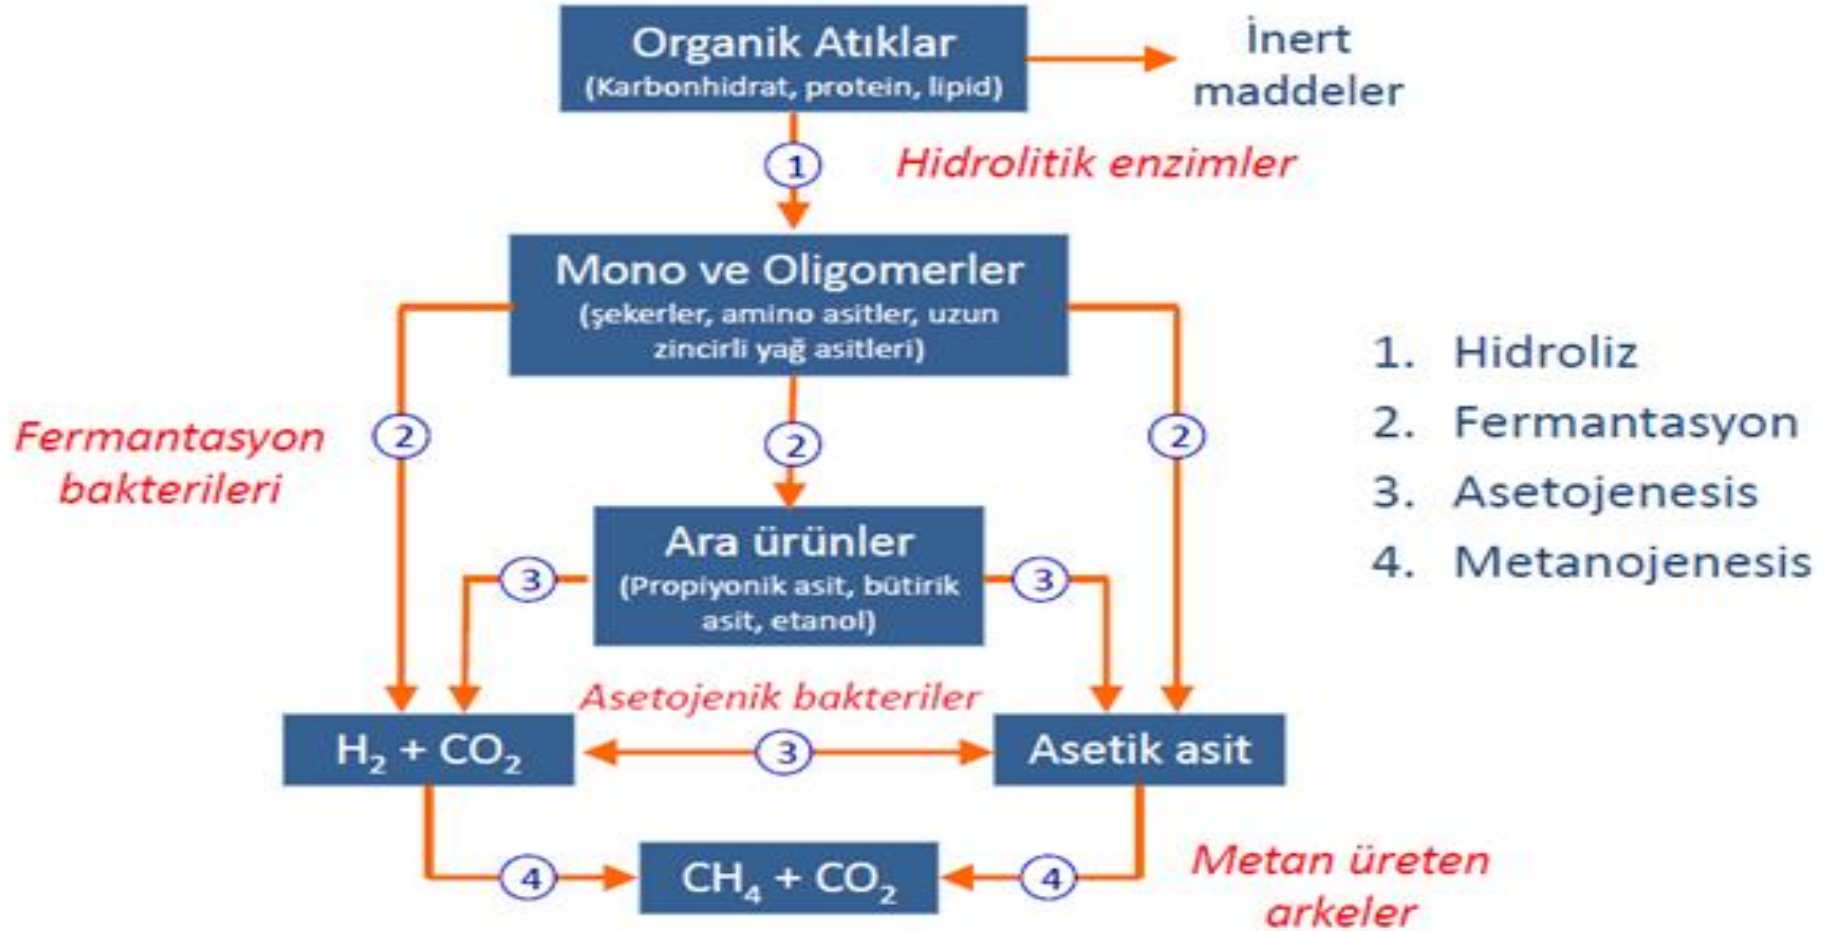 Organik Atıklar
(Karbonhidrat, protein, lipid)
İnert
maddeler
1
Hidrolitik enzimler
Mono ve Oligomerler
(şekerler, amino asitler, uzun
zincirli yağ asitleri)
1. Hidroliz
2. Fermantasyon
3. Asetojenesis
4. Metanojenesis
Fermantasyon
bakterileri
2
2
2
Ara ürünler
(Propiyonik asit, bütirik
asit, etanol)
3
3
Asetojenik bakteriler
H₂ + CO₂
3
Asetik asit
4
CH₄ + CO₂
4
Metan üreten
arkeler